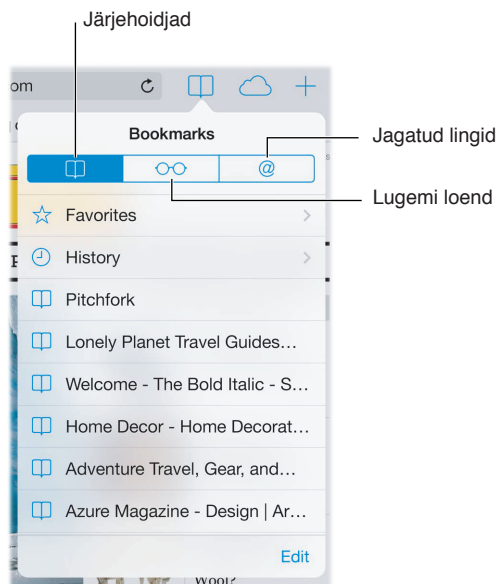 Järjehoidjad
om
Bookmarks
Jagatud lingid
@
Lugemi loend
Favorites
History
Pitchfork
Lonely Planet Travel Guides…
Welcome - The Bold Italic - S…
Home Decor - Home Decorat…
Adventure Travel, Gear, and…
Azure Magazine - Design | Ar…
Edit
Wool?